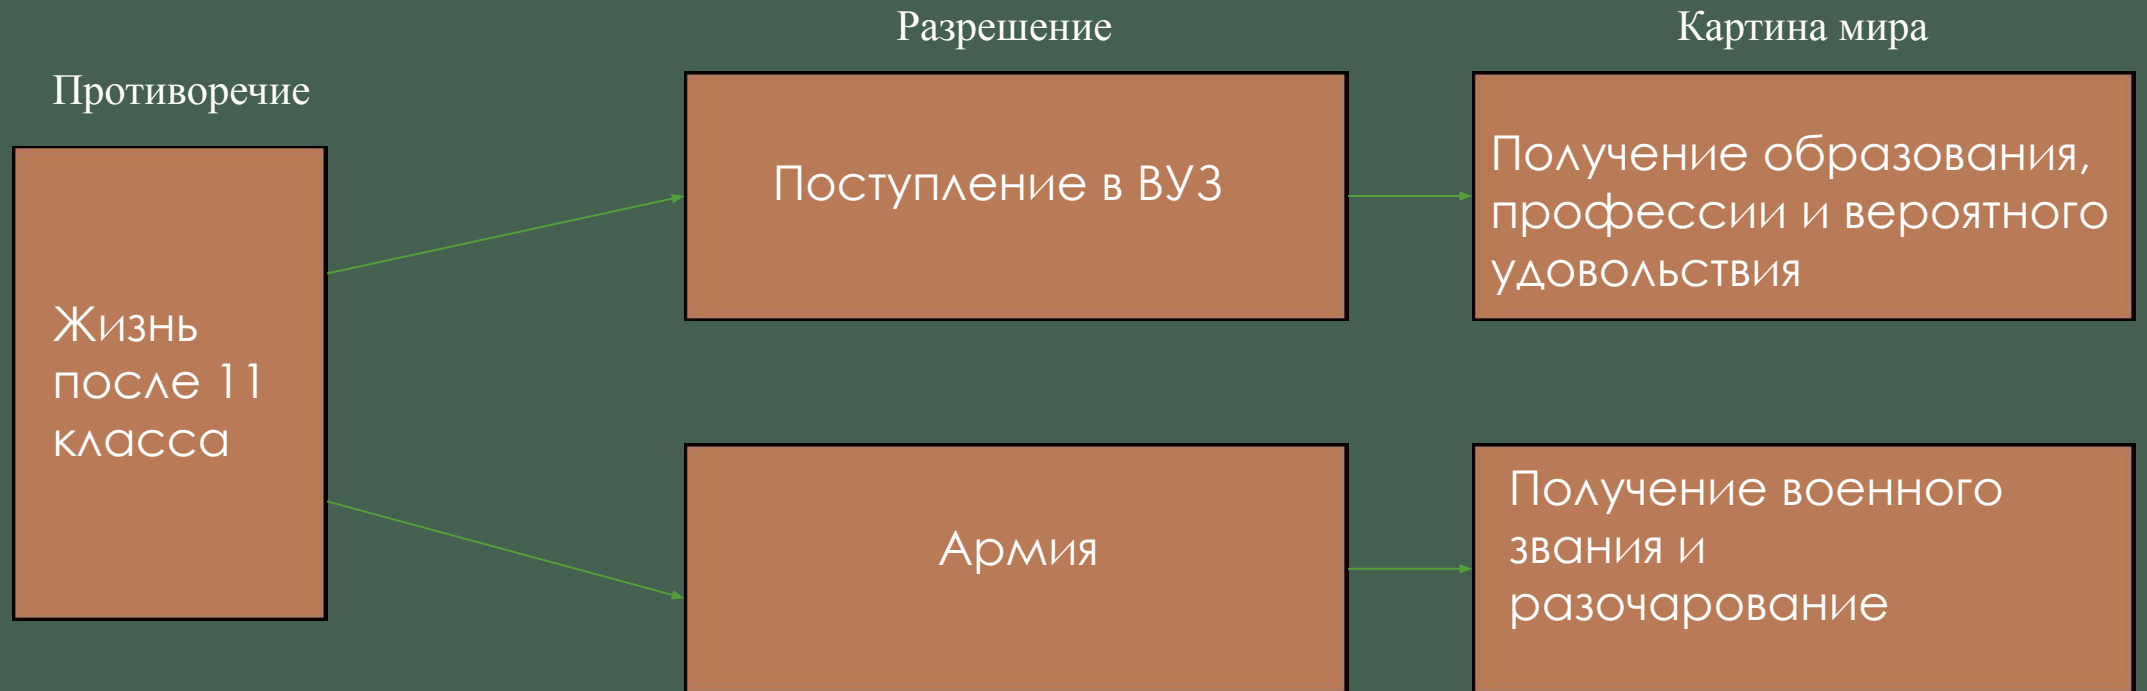 Разрешение
Картина мира
Противоречие
Жизнь
после 11
класса
Поступление в ВУЗ
Получение образования,
профессии и вероятного
удовольствия
Армия
Получение военного
звания и
разочарование